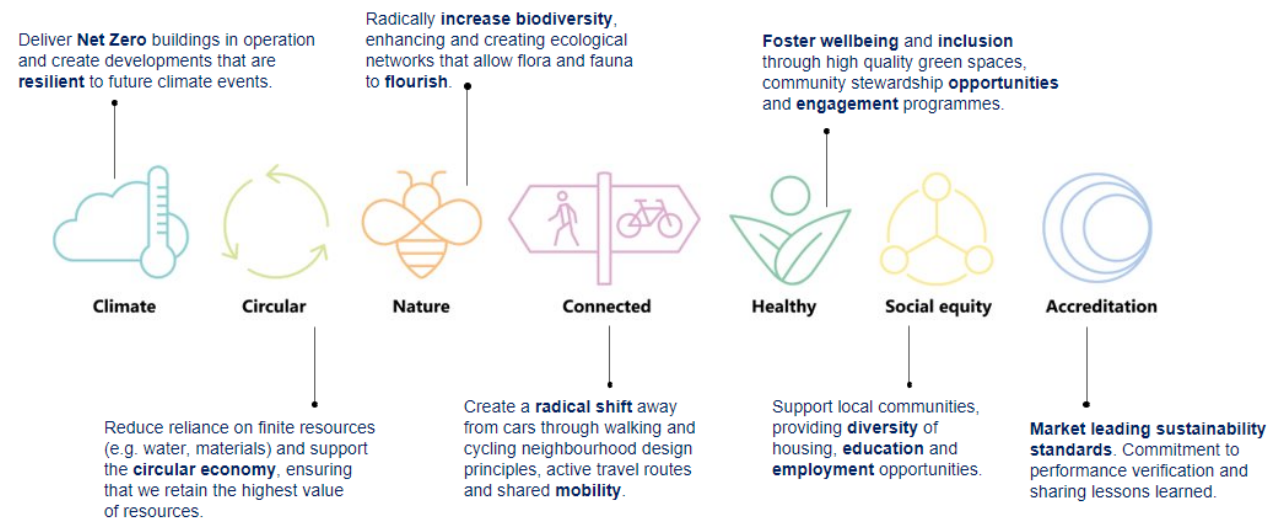 Deliver Net Zero buildings in operation
and create developments that are
resilient to future climate events.
Radically increase biodiversity,
enhancing and creating ecological
networks that allow flora and fauna
to flourish.
Foster wellbeing and inclusion
through high quality green spaces,
community stewardship opportunities
and engagement programmes.
Climate
Circular
Nature
Connected
Healthy
Social equity
Accreditation
Reduce reliance on finite resources
(e.g. water, materials) and support
the circular economy, ensuring
that we retain the highest value
of resources.
Create a radical shift away
from cars through walking and
cycling neighbourhood design
principles, active travel routes
and shared mobility.
Support local communities,
providing diversity of
housing, education and
employment opportunities.
Market leading sustainability
standards. Commitment to
performance verification and
sharing lessons learned.